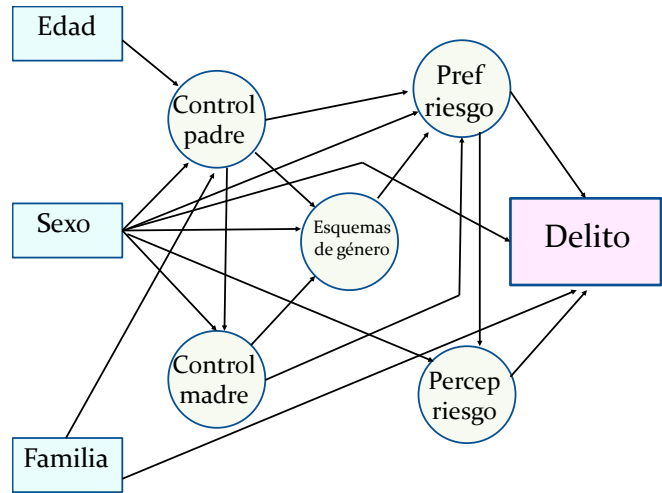 Edad
Control
padre
Pref
riesgo
Sexo
Esquemas
de género
Delito
Control
madre
Percep
riesgo
Familia